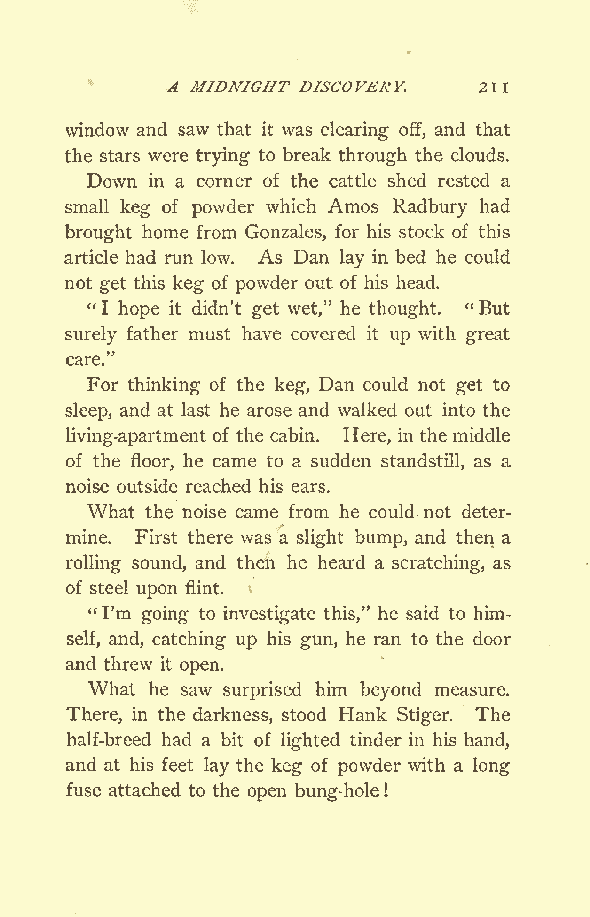 A MIDNIGHT DISCOVERY. 211
window and saw that it was clearing off, and that
the stars were trying to break through the clouds.
Down in a corner of the cattle shed rested a
small keg of powder which Amos Radbury had
brought home from Gonzales, for his stock of this
article had run low. As Dan lay in bed he could
not get this keg of powder out of his head.
"I hope it didn't get wet," he thought. "But
surely father must have covered it up with great
care."
For thinking of the keg, Dan could not get to
sleep, and at last he arose and walked out into the
living-apartment of the cabin. Here, in the middle
of the floor, he came to a sudden standstill, as a
noise outside reached his ears.
What the noise came from he could not deter-
mine. First there was a slight bump, and then a
rolling sound, and then he heard a scratching, as
of steel upon flint.
"I'm going to investigate this," he said to him-
self, and, catching up his gun, he ran to the door
and threw it open.
What he saw surprised him beyond measure.
There, in the darkness, stood Hank Stiger. The
half-breed had a bit of lighted tinder in his hand,
and at his feet lay the keg of powder with a long
fuse attached to the open bung-hole!